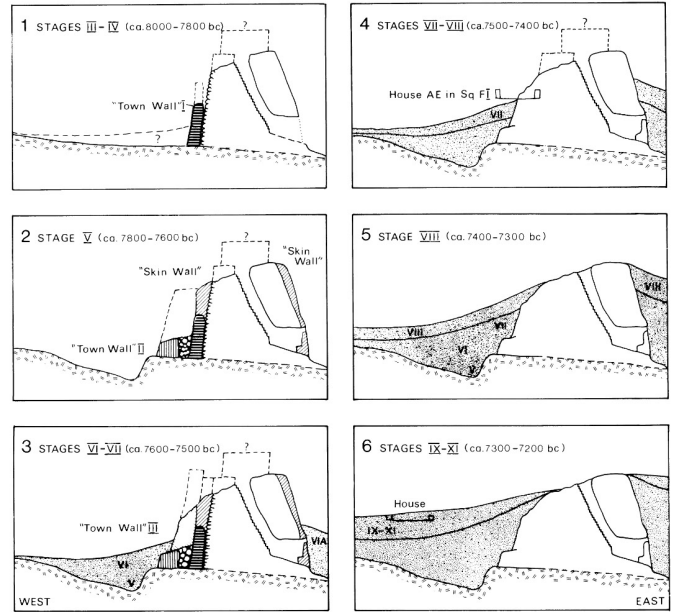 1 STAGES III-IV (ca. 8000-7800 bc)
?
"Town Wall" I
?
2 STAGE V (ca. 7800-7600 bc)
?
"Skin Wall"
"Skin
Wall"
"Town Wall" II
3 STAGES VI-VII (ca. 7600-7500 bc)
?
"Town Wall" III
VI
V
VIA
WEST
4 STAGES VII-VIII (ca. 7500-7400 bc)
?
House AE in Sq FI
VII
5 STAGE VIII (ca. 7400-7300 bc)
VIII
VIII
VII
VI
V
6 STAGES IX-XI (ca. 7300-7200 bc)
House
IX-XI
EAST